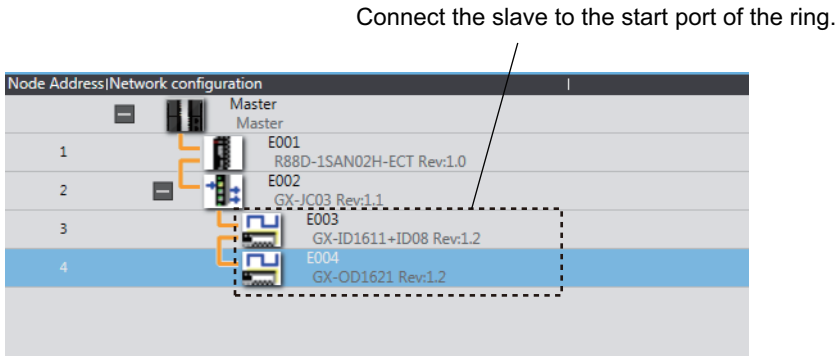 Connect the slave to the start port of the ring.
Node Address|Network configuration |
Master
Master
1
E001
R88D-1SAN02H-ECT Rev:1.0
2
E002
GX-JC03 Rev:1.1
3
E003
GX-ID1611+ID08 Rev:1.2
4
E004
GX-OD1621 Rev:1.2